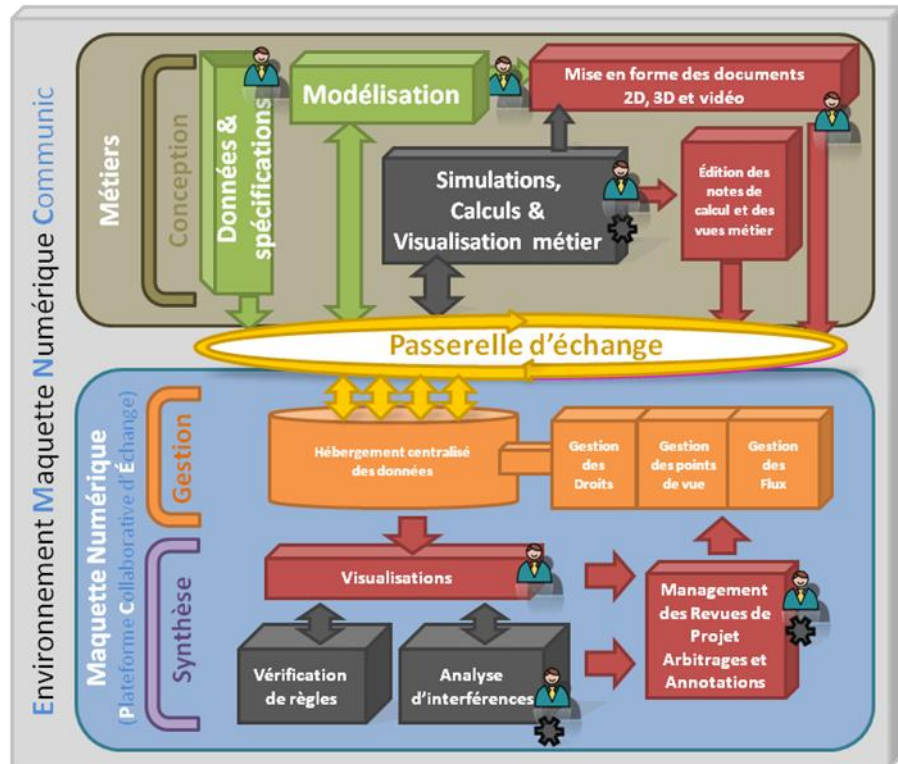 Environnement Maquette Numérique Communic
Métiers
Conception
Données &
spécifications
Modélisation
Mise en forme des documents
2D, 3D et vidéo
Simulations,
Calculs &
Visualisation métier
Édition des
notes de
calcul et des
vues métier
Passerelle d’échange
Maquette Numérique
(Plateforme Collaborative d’Échange)
Gestion
Hébergement centralisé
des données
Gestion
des
Droits
Gestion
des points
de vue
Gestion
des
Flux
Synthèse
Visualisations
Vérification
de règles
Analyse
d’interférences
Management
des Revues de
Projet
Arbitrages et
Annotations